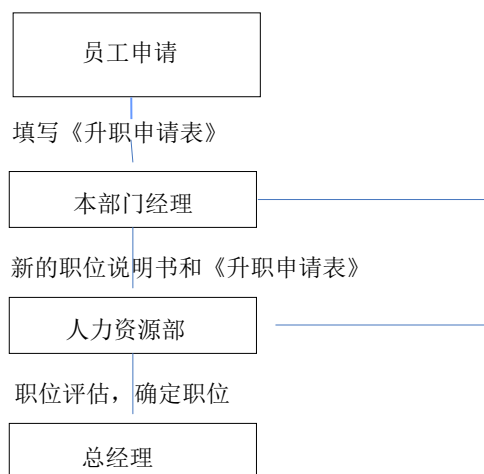 员工申请
填写《升职申请表》
本部门经理
新的职位说明书和《升职申请表》
人力资源部
职位评估，确定职位
总经理